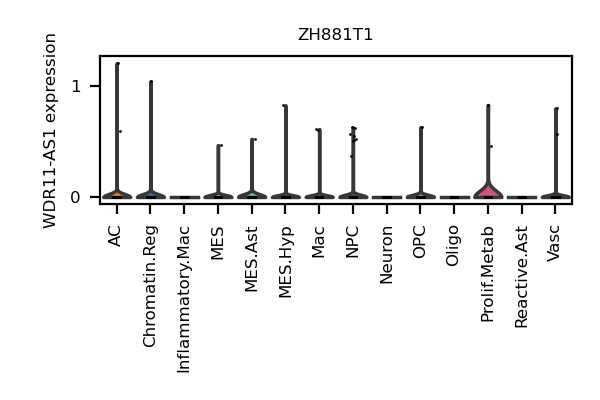 ZH881T1
WDR11-AS1 expression
1
0
AC
Chromatin.Reg
Inflammatory.Mac
MES
MES.Ast
MES.Hyp
Mac
NPC
Neuron
OPC
Oligo
Prolif.Metab
Reactive.Ast
Vasc